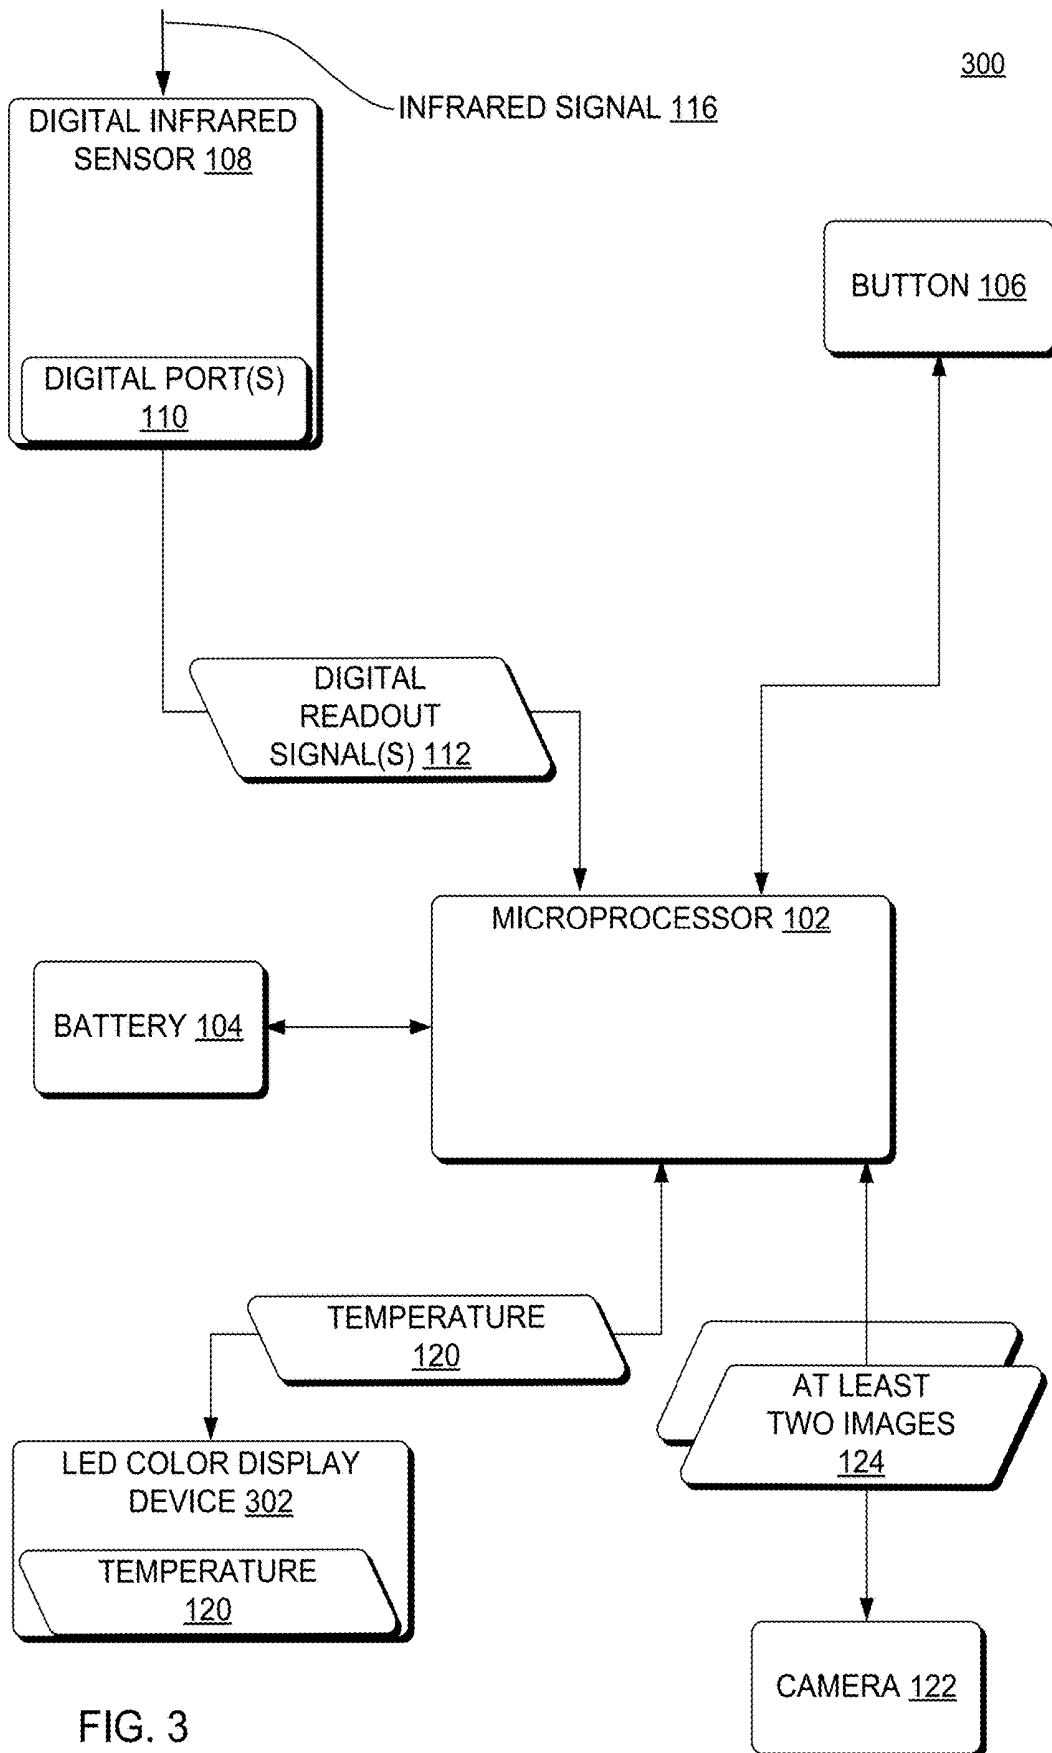 300
INFRARED SIGNAL 116
DIGITAL INFRARED
SENSOR 108
DIGITAL PORT(S)
110
BUTTON 106
DIGITAL
READOUT
SIGNAL(S) 112
MICROPROCESSOR 102
BATTERY 104
TEMPERATURE
120
AT LEAST
TWO IMAGES
124
LED COLOR DISPLAY
DEVICE 302
TEMPERATURE
120
CAMERA 122
FIG. 3